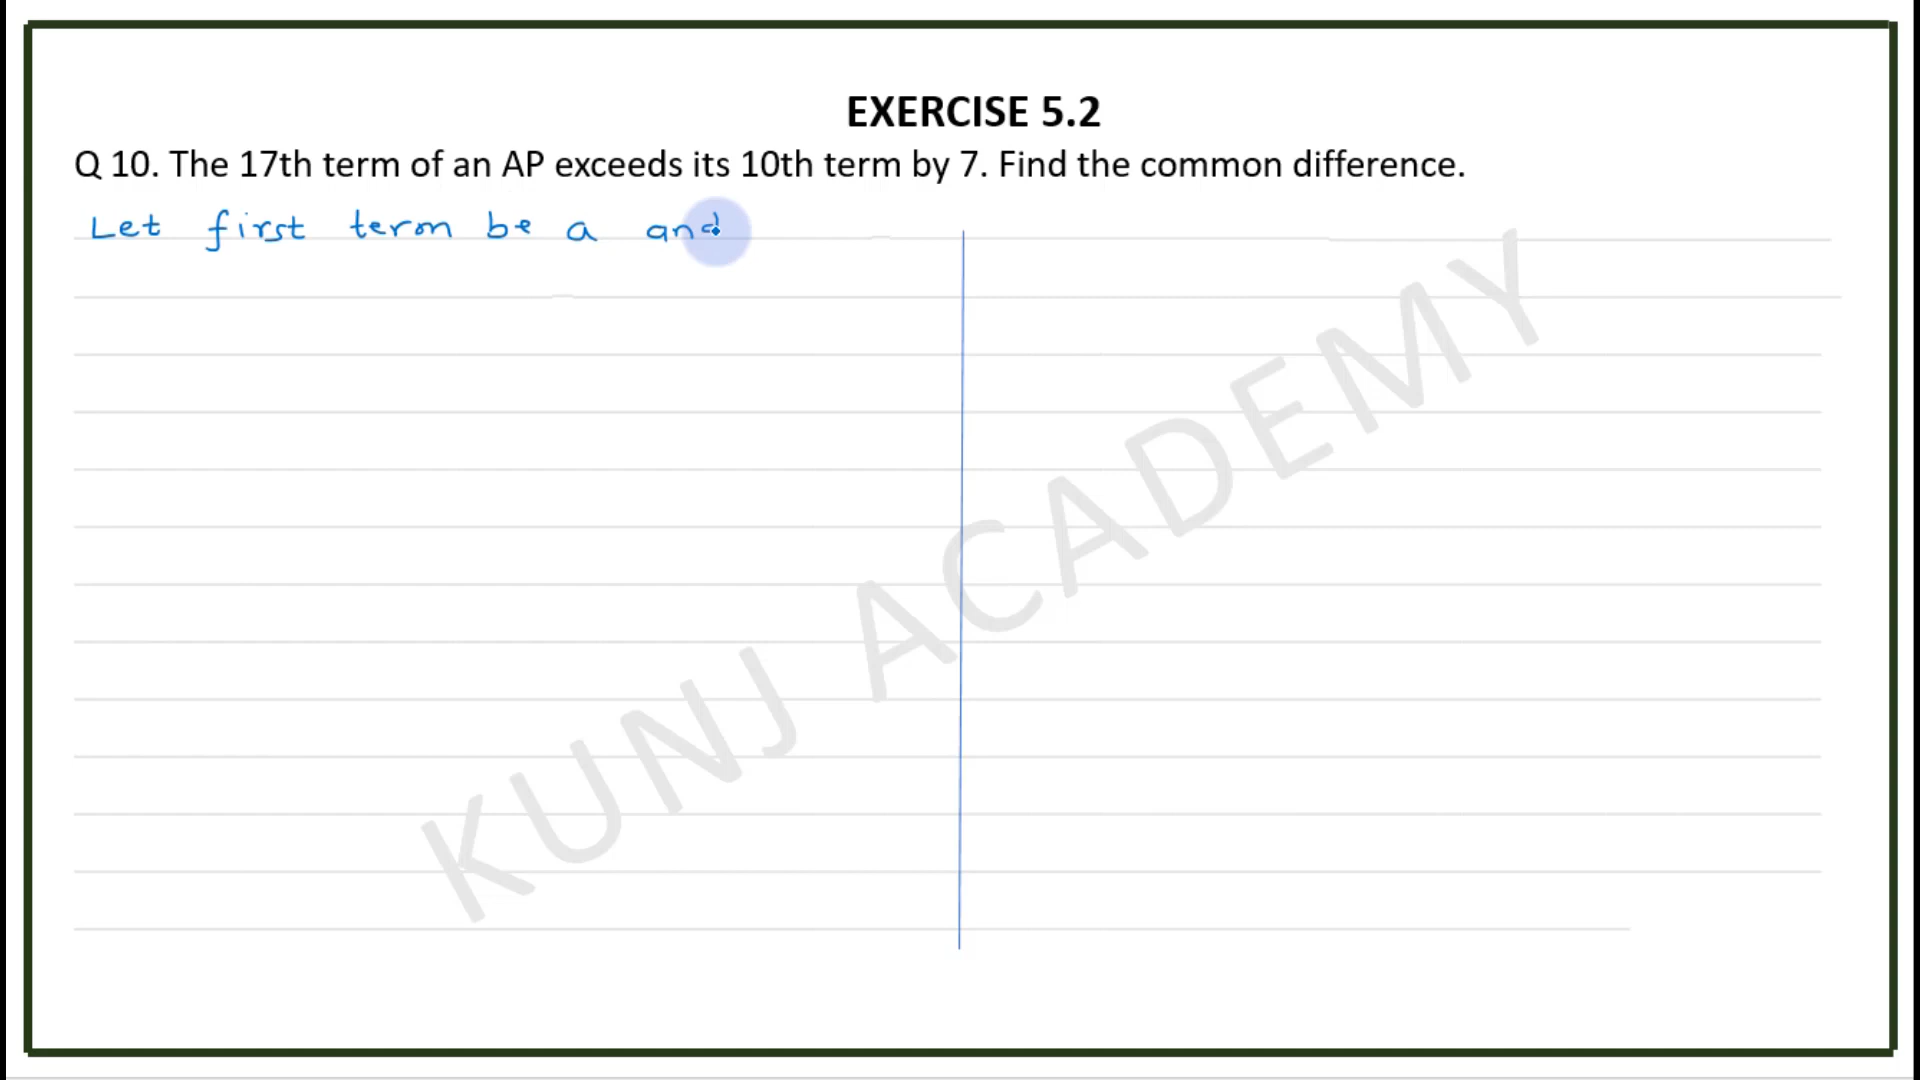 EXERCISE 5.2
Q 10. The 17th term of an AP exceeds its 10th term by 7. Find the common difference.
Let first term be a and
KUNJ ACADEMY